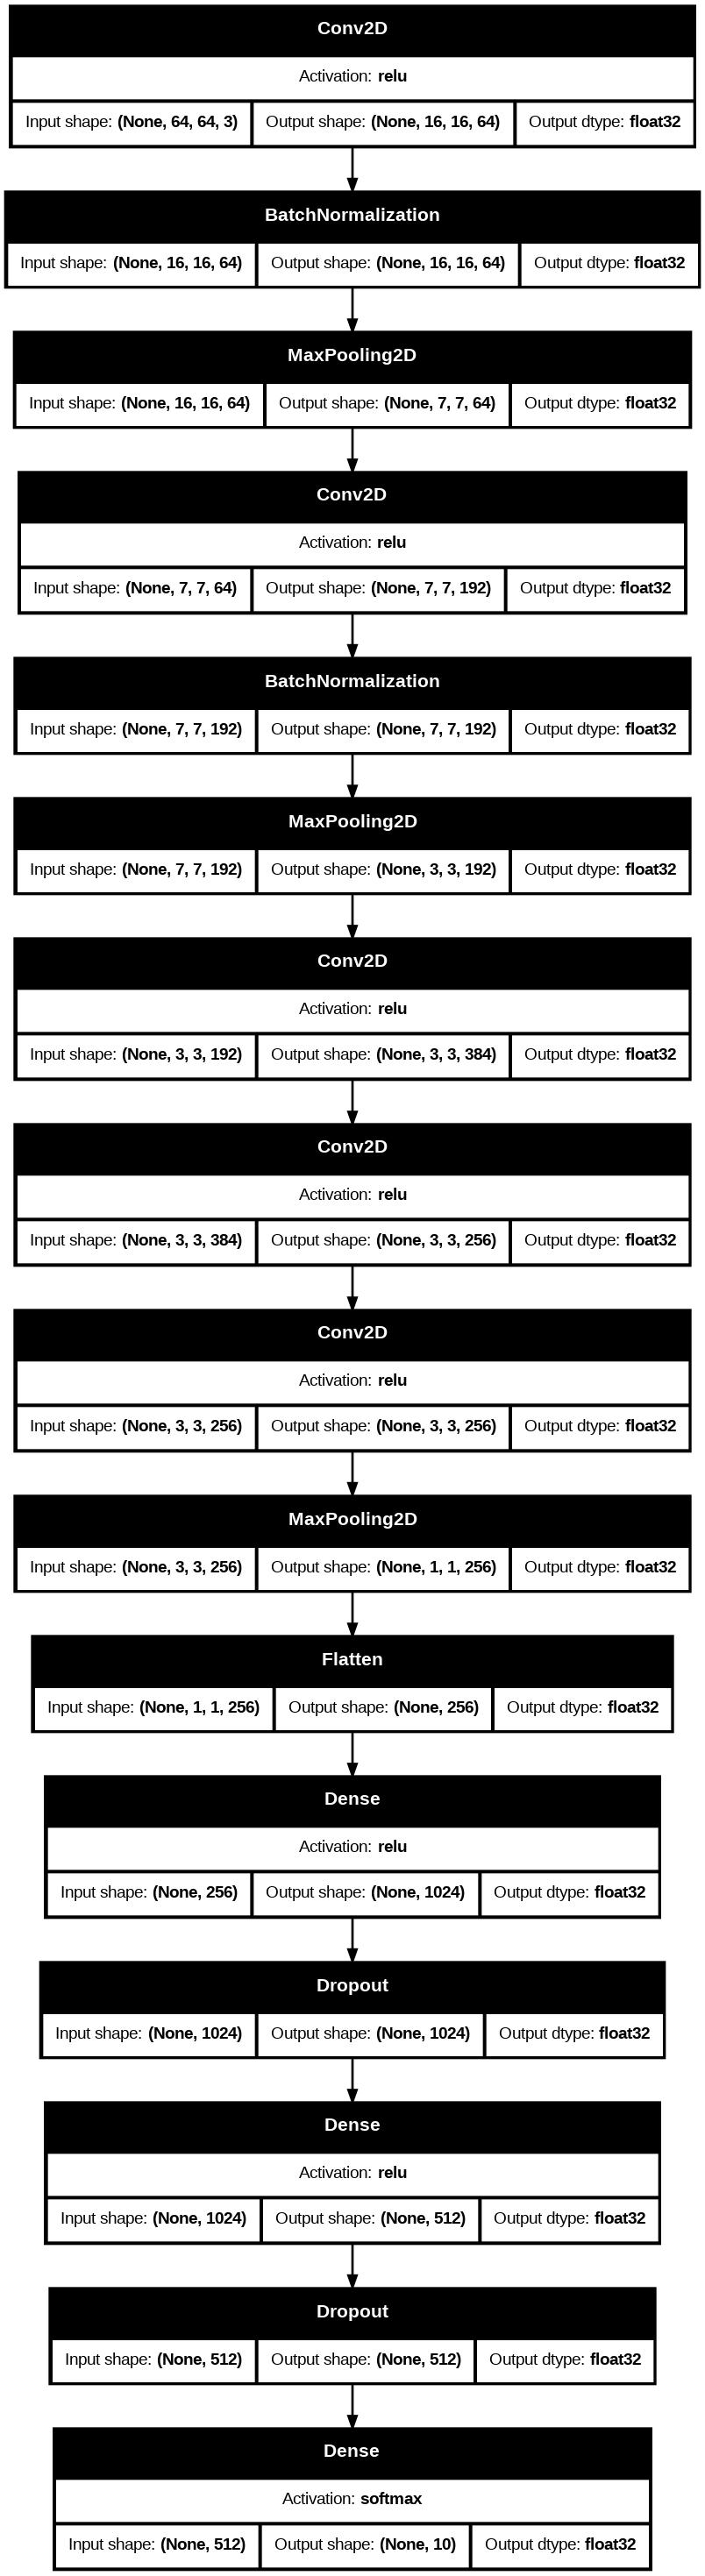 Conv2D
Activation: relu
Input shape: (None, 64, 64, 3) Output shape: (None, 16, 16, 64) Output dtype: float32
BatchNormalization
Input shape: (None, 16, 16, 64) Output shape: (None, 16, 16, 64) Output dtype: float32
MaxPooling2D
Input shape: (None, 16, 16, 64) Output shape: (None, 7, 7, 64) Output dtype: float32
Conv2D
Activation: relu
Input shape: (None, 7, 7, 64) Output shape: (None, 7, 7, 192) Output dtype: float32
BatchNormalization
Input shape: (None, 7, 7, 192) Output shape: (None, 7, 7, 192) Output dtype: float32
MaxPooling2D
Input shape: (None, 7, 7, 192) Output shape: (None, 3, 3, 192) Output dtype: float32
Conv2D
Activation: relu
Input shape: (None, 3, 3, 192) Output shape: (None, 3, 3, 384) Output dtype: float32
Conv2D
Activation: relu
Input shape: (None, 3, 3, 384) Output shape: (None, 3, 3, 256) Output dtype: float32
Conv2D
Activation: relu
Input shape: (None, 3, 3, 256) Output shape: (None, 3, 3, 256) Output dtype: float32
MaxPooling2D
Input shape: (None, 3, 3, 256) Output shape: (None, 1, 1, 256) Output dtype: float32
Flatten
Input shape: (None, 1, 1, 256) Output shape: (None, 256) Output dtype: float32
Dense
Activation: relu
Input shape: (None, 256) Output shape: (None, 1024) Output dtype: float32
Dropout
Input shape: (None, 1024) Output shape: (None, 1024) Output dtype: float32
Dense
Activation: relu
Input shape: (None, 1024) Output shape: (None, 512) Output dtype: float32
Dropout
Input shape: (None, 512) Output shape: (None, 512) Output dtype: float32
Dense
Activation: softmax
Input shape: (None, 512) Output shape: (None, 10) Output dtype: float32